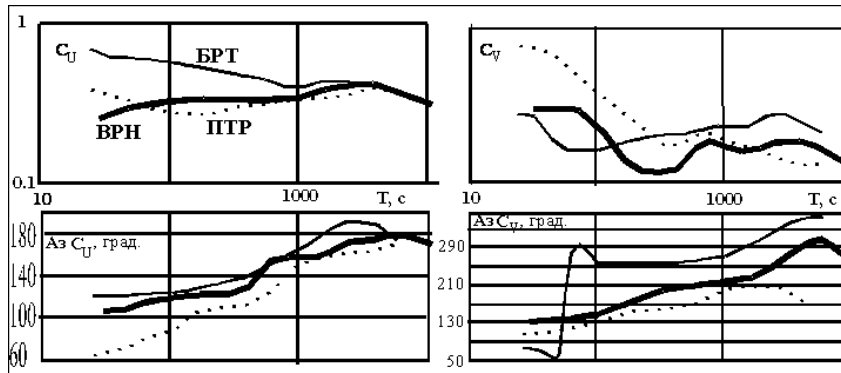 1
C_U
БРТ
ВРН
ПТР
0.1
10
1000
T, с
C_V
10
1000
T, с
Аз C_U, град.
180
140
100
60
Аз C_V, град.
290
210
130
50